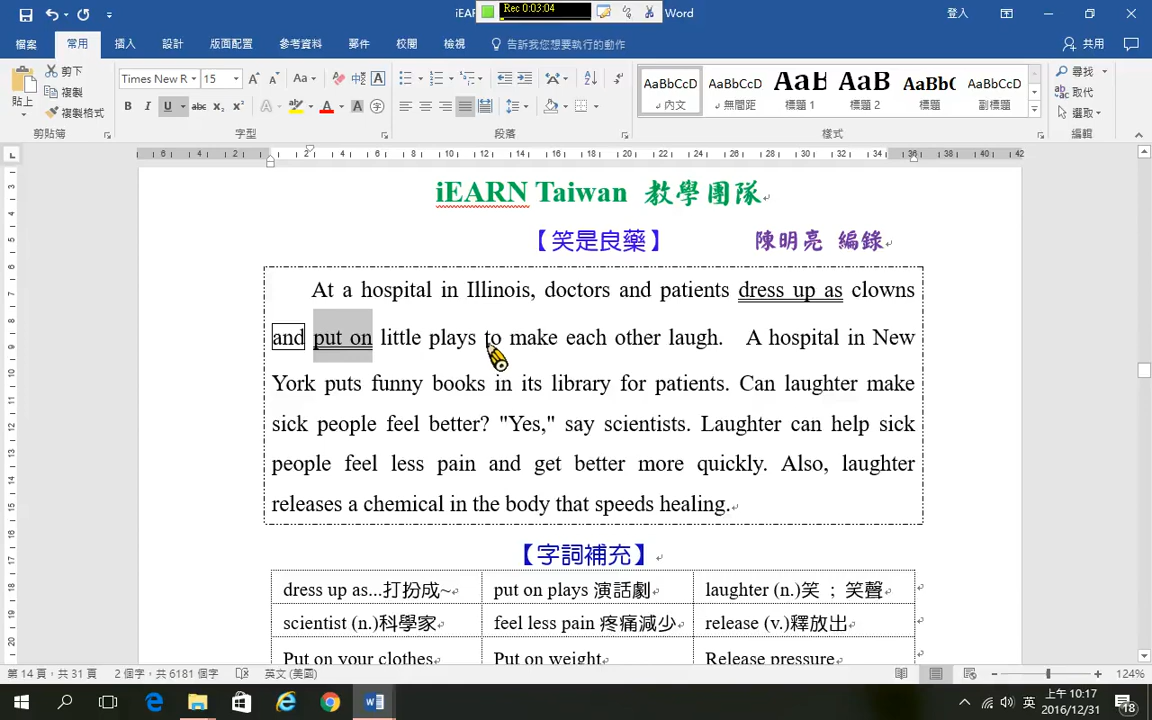 iEAR
Rec 0:03:04
Word
登入
檔案
常用
插入
設計
版面配置
參考資料
郵件
校閱
檢視
告訴我您想要執行的動作
共用
貼上
剪下
複製
複製格式
剪貼簿
Times New R
15
字型
段落
AaBbCcD
內文
AaBbCcD
無間距
標題 1
AaB
標題 2
AaBb(
標題
AaBbCcD
副標題
樣式
尋找
取代
選取
編輯
iEARN Taiwan 教學團隊
【笑是良藥】 陳明亮 編錄
At a hospital in Illinois, doctors and patients dress up as clowns
and put on little plays to make each other laugh. A hospital in New
York puts funny books in its library for patients. Can laughter make
sick people feel better? "Yes," say scientists. Laughter can help sick
people feel less pain and get better more quickly. Also, laughter
releases a chemical in the body that speeds healing.
【字詞補充】
dress up as...打扮成~ put on plays 演話劇 laughter (n.)笑 ; 笑聲
scientist (n.)科學家 feel less pain 疼痛減少 release (v.)釋放出
Put on your clothes Put on weight Release pressure
第 14 頁，共 31 頁 2 個字，共 6181 個字 英文 (美國) 124%
英
上午 10:17
2016/12/31
18